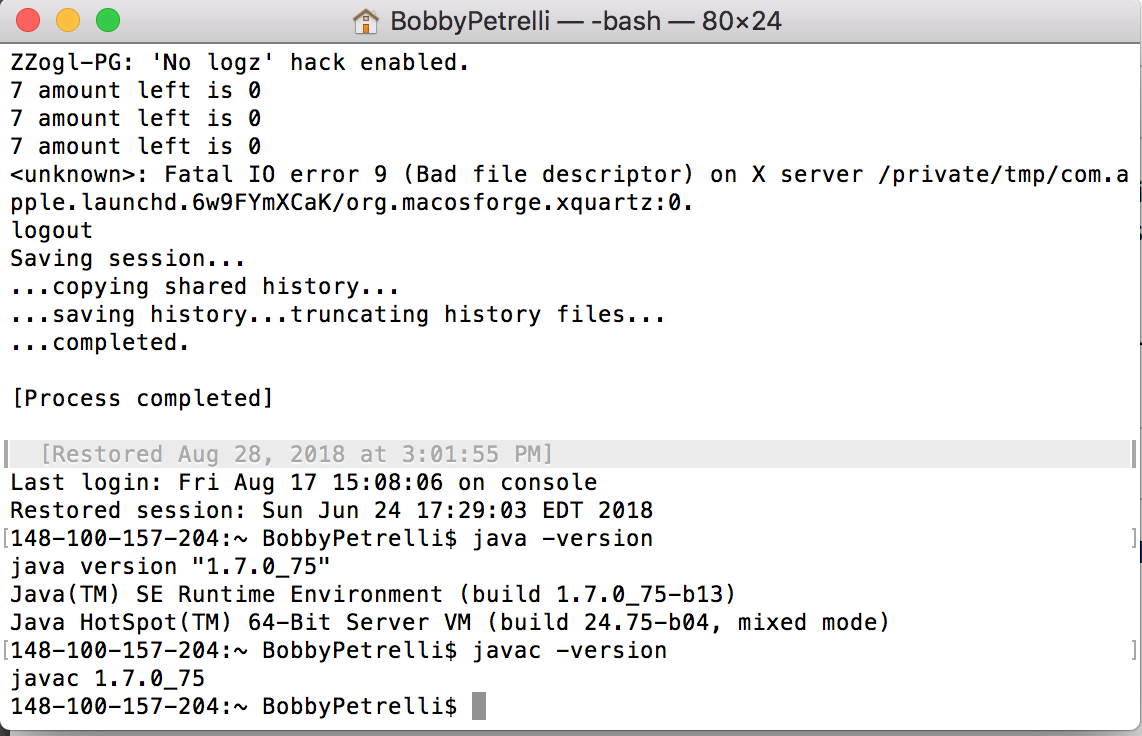 BobbyPetrelli — -bash — 80×24
ZZogl-PG: 'No logz' hack enabled.
7 amount left is 0
7 amount left is 0
7 amount left is 0
<unknown>: Fatal IO error 9 (Bad file descriptor) on X server /private/tmp/com.a
pple.launchd.6w9FYmXCaK/org.macosforge.xquartz:0.
logout
Saving session...
...copying shared history...
...saving history...truncating history files...
...completed.
[Process completed]
[Restored Aug 28, 2018 at 3:01:55 PM]
Last login: Fri Aug 17 15:08:06 on console
Restored session: Sun Jun 24 17:29:03 EDT 2018
[148-100-157-204:~ BobbyPetrelli$ java -version ]
java version "1.7.0_75"
Java(TM) SE Runtime Environment (build 1.7.0_75-b13)
Java HotSpot(TM) 64-Bit Server VM (build 24.75-b04, mixed mode)
[148-100-157-204:~ BobbyPetrelli$ javac -version ]
javac 1.7.0_75
148-100-157-204:~ BobbyPetrelli$